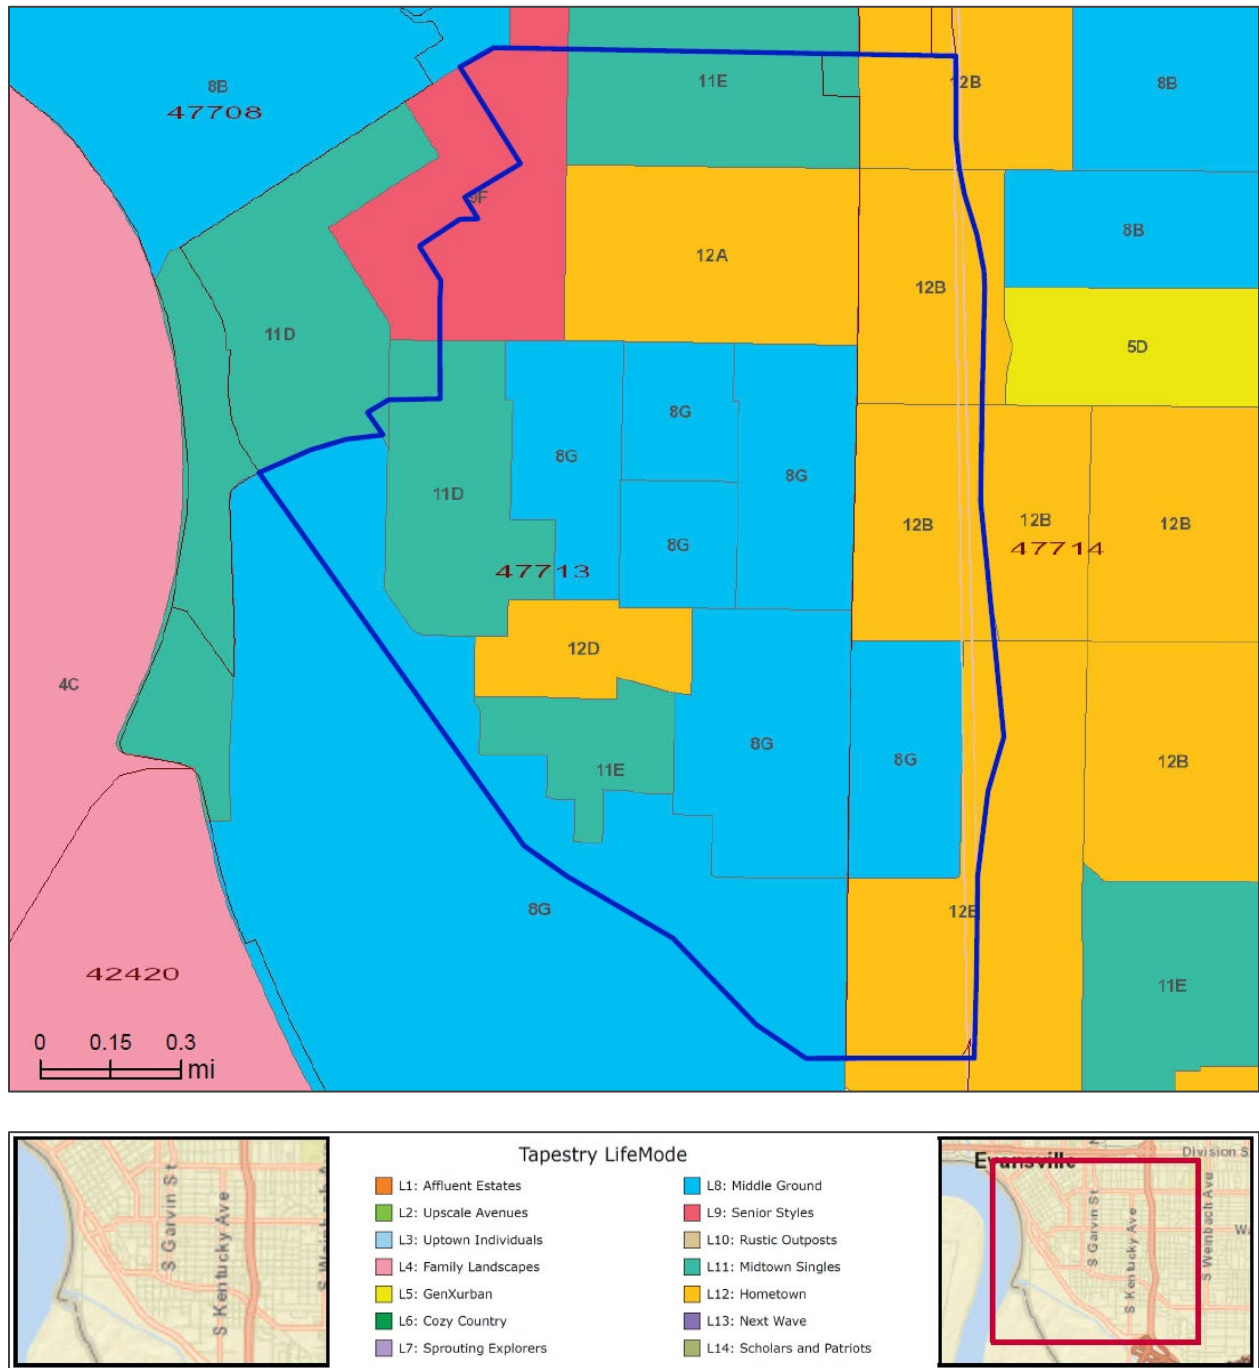 8B
47708
11E
12B
8B
9F
12A
8B
12B
11D
5D
8G
8G
8G
11D
8G
12B
12B
12B
47713
47714
12D
4C
8G
8G
12B
11E
8G
12B
42420
11E
0 0.15 0.3
mi
Tapestry LifeMode
L1: Affluent Estates
L2: Upscale Avenues
L3: Uptown Individuals
L4: Family Landscapes
L5: GenXurban
L6: Cozy Country
L7: Sprouting Explorers
L8: Middle Ground
L9: Senior Styles
L10: Rustic Outposts
L11: Midtown Singles
L12: Hometown
L13: Next Wave
L14: Scholars and Patriots
S Garvin St
S Kentucky Ave
Evansville
Division S
S Garvin St
S Kentucky Ave
S Weinbach Ave